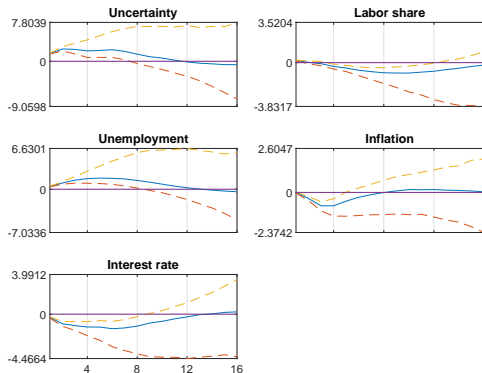 Uncertainty
7.8039
0
-9.0598
Labor share
3.5204
0
-3.8317
Unemployment
6.6301
0
-7.0336
Inflation
2.6047
0
-2.3742
Interest rate
3.9912
0
-4.4664
4 8 12 16